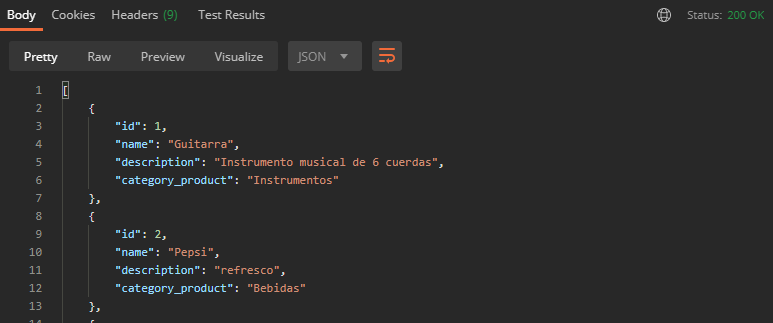 Body Cookies Headers (9) Test Results Status: 200 OK
Pretty Raw Preview Visualize JSON
1 [
2 {
3 "id": 1,
4 "name": "Guitarra",
5 "description": "Instrumento musical de 6 cuerdas",
6 "category_product": "Instrumentos"
7 },
8 {
9 "id": 2,
10 "name": "Pepsi",
11 "description": "refresco",
12 "category_product": "Bebidas"
13 },
14 {